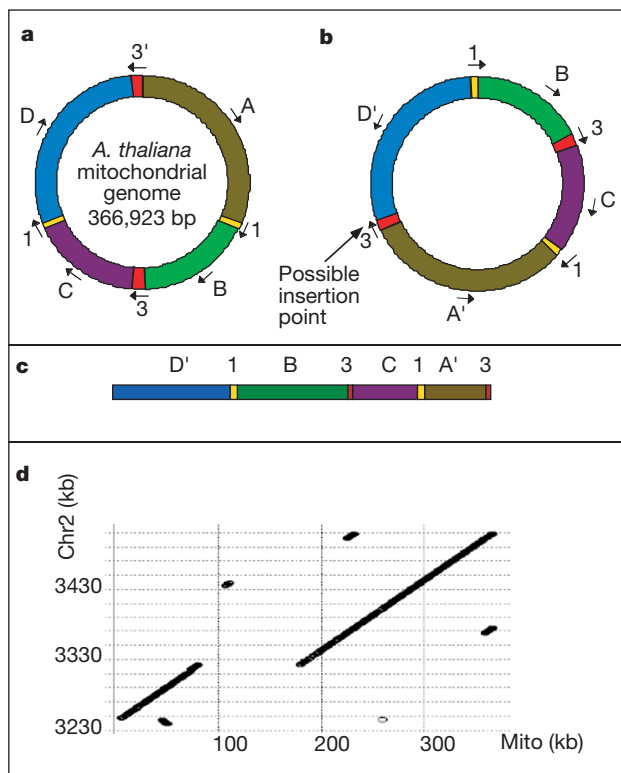 a
3'
A
D
A. thaliana
mitochondrial
genome
366,923 bp
1
1
C
B
3
b
1
B
D'
3
C
3
1
Possible
insertion
point
A'
c
D' 1 B 3 C 1 A' 3
d
Chr2 (kb)
3430
3330
3230
100 200 300 Mito (kb)